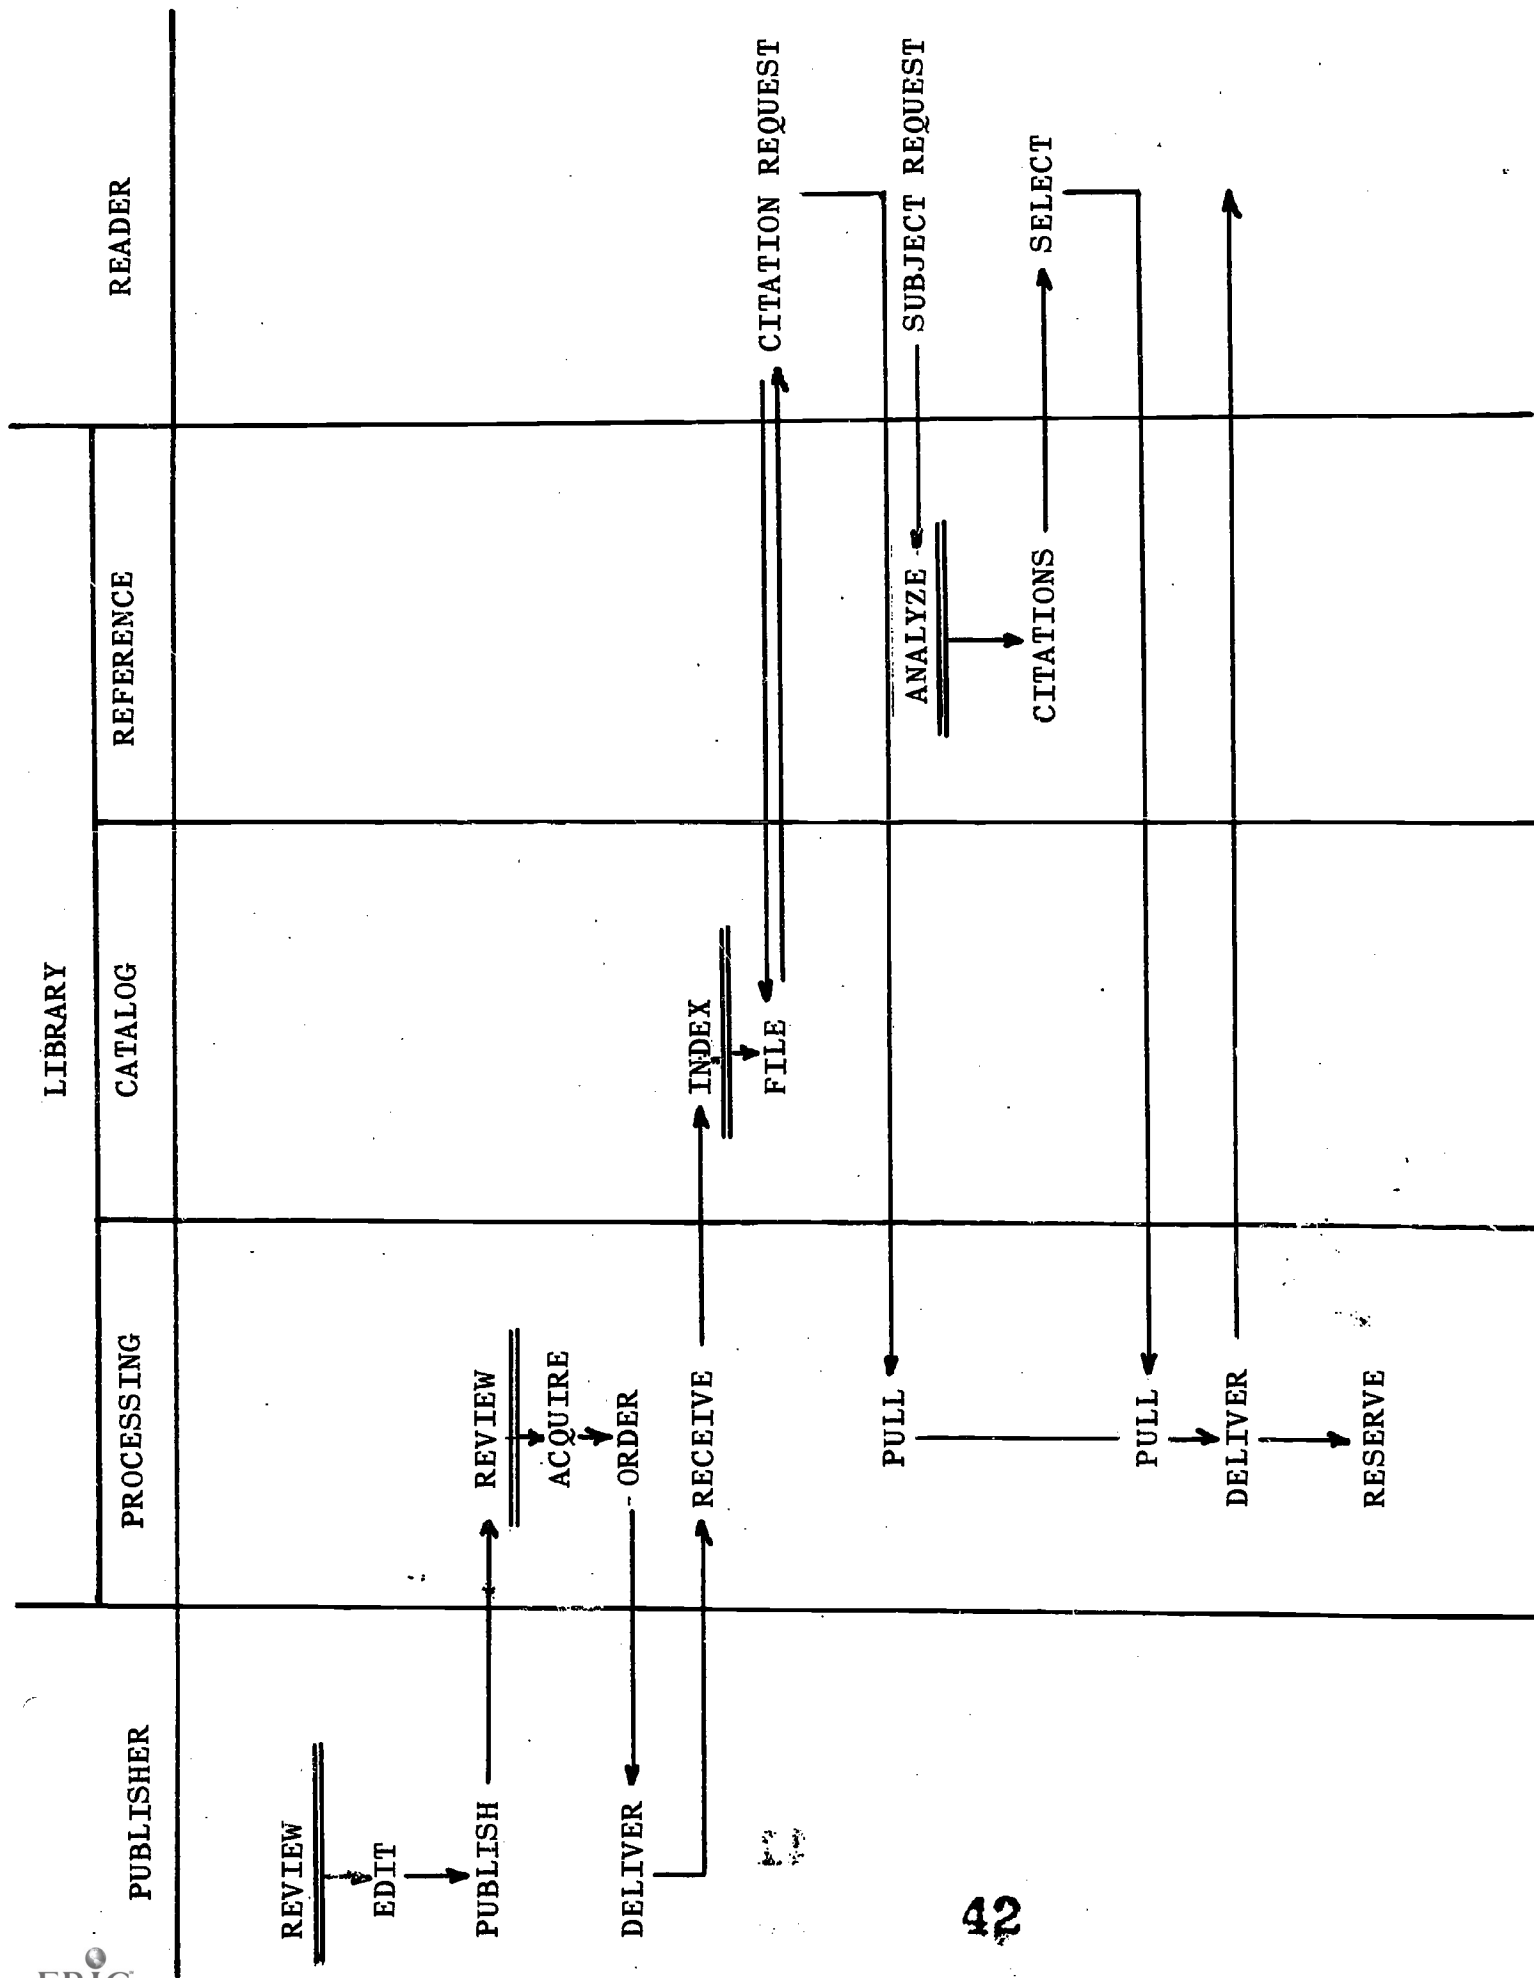 LIBRARY
PUBLISHER PROCESSING CATALOG REFERENCE READER
REVIEW
EDIT
PUBLISH REVIEW
ACQUIRE
DELIVER ORDER
RECEIVE INDEX
FILE CITATION REQUEST
PULL
ANALYZE SUBJECT REQUEST
CITATIONS SELECT
PULL
DELIVER
RESERVE
42
ERIC